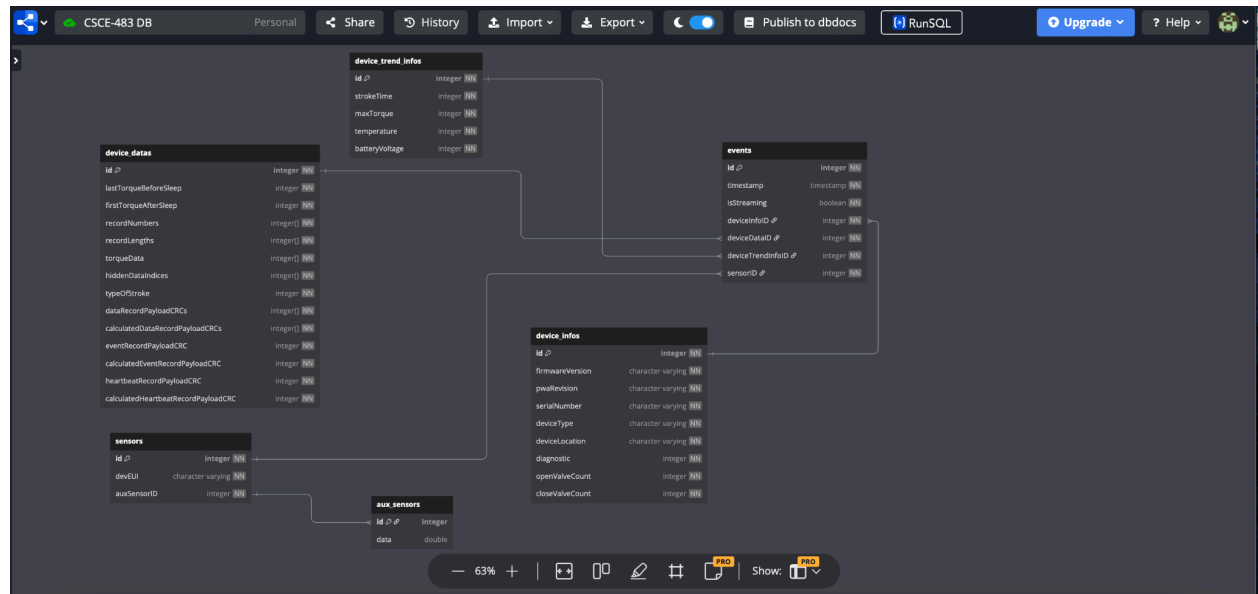 CSCE-483 DB Personal Share History Import Export Publish to dbdocs RunSQL Upgrade ? Help
device_trend_infos
id integer NN
strokeTime integer NN
maxTorque integer NN
temperature integer NN
batteryVoltage integer NN
device_datas
id integer NN
lastTorqueBeforeSleep integer NN
firstTorqueAfterSleep integer NN
recordNumbers integer[] NN
recordLengths integer[] NN
torqueData integer[] NN
hiddenDataIndices integer[] NN
typeOfStroke integer NN
dataRecordPayloadCRCs integer[] NN
calculatedDataRecordPayloadCRCs integer[] NN
eventRecordPayloadCRC integer NN
calculatedEventRecordPayloadCRC integer NN
heartbeatRecordPayloadCRC integer NN
calculatedHeartbeatRecordPayloadCRC integer NN
events
id integer NN
timestamp timestamp NN
isStreaming boolean NN
deviceInfoID integer NN
deviceDataID integer NN
deviceTrendInfoID integer NN
sensorID integer NN
device_infos
id integer NN
firmwareVersion character varying NN
pwaRevision character varying NN
serialNumber character varying NN
deviceType character varying NN
deviceLocation character varying NN
diagnostic integer NN
openValveCount integer NN
closeValveCount integer NN
sensors
id integer NN
devEUI character varying NN
auxSensorID integer NN
aux_sensors
id integer
data double
63% Show: PRO PRO